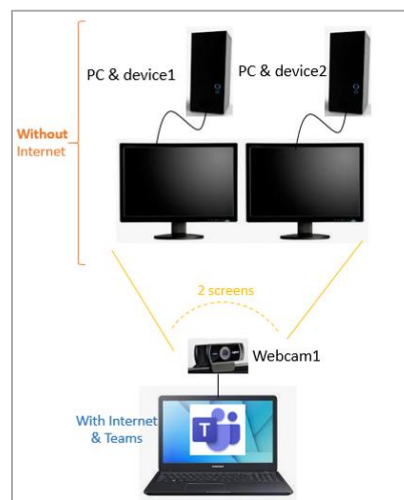 PC & device1
PC & device2
Without
Internet
2 screens
Webcam1
With Internet
& Teams
T